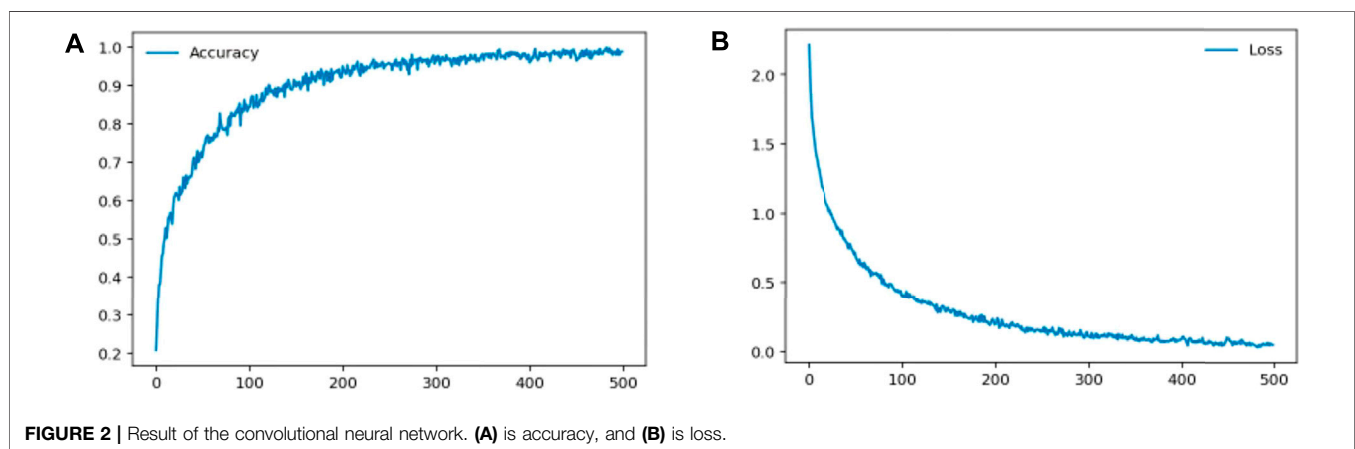 A
Accuracy
1.0
0.9
0.8
0.7
0.6
0.5
0.4
0.3
0.2
0 100 200 300 400 500
B
Loss
2.0
1.5
1.0
0.5
0.0
0 100 200 300 400 500
FIGURE 2 | Result of the convolutional neural network. (A) is accuracy, and (B) is loss.